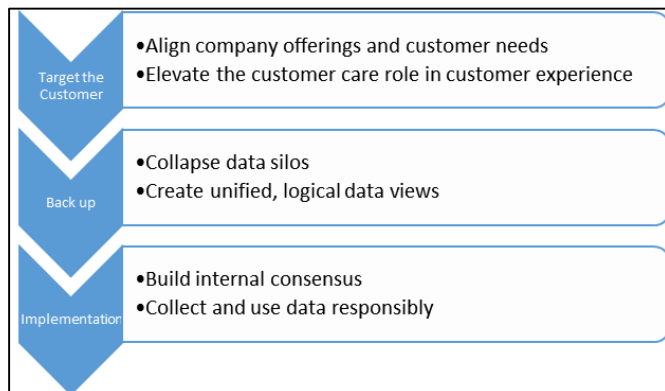 Target the
Customer
•Align company offerings and customer needs
•Elevate the customer care role in customer experience
Back up
•Collapse data silos
•Create unified, logical data views
Implementation
•Build internal consensus
•Collect and use data responsibly